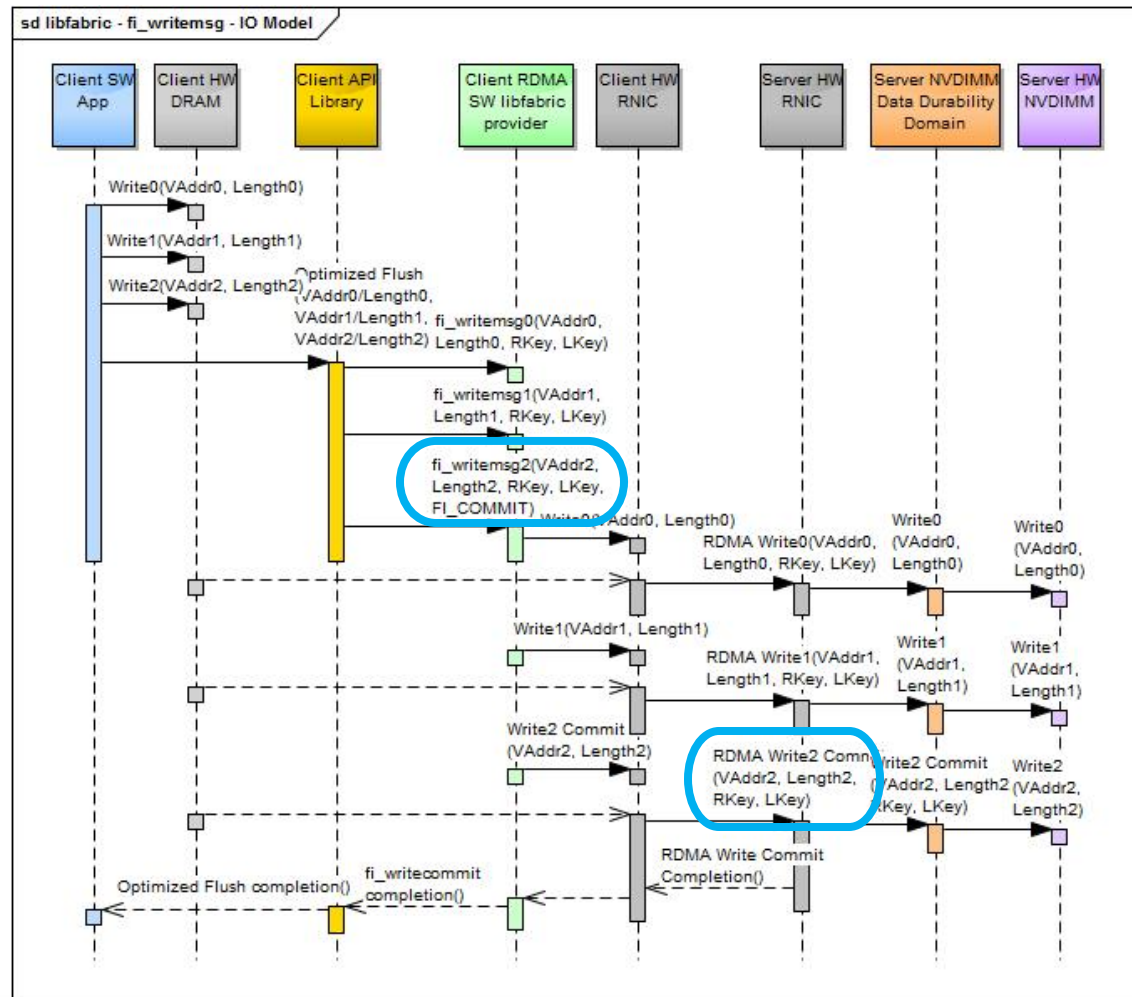 sd libfabric - fi_writemsg - IO Model
Client SW
App
Client HW
DRAM
Client API
Library
Client RDMA
SW libfabric
provider
Client HW
RNIC
Server HW
RNIC
Server NVDIMM
Data Durability
Domain
Server HW
NVDIMM
Write0(VAddr0, Length0)
Write1(VAddr1, Length1)
Write2(VAddr2, Length2)
Optimized Flush
(VAddr0/Length0,
VAddr1/Length1,
VAddr2/Length2)
fi_writemsg0(VAddr0,
Length0, RKey, LKey)
fi_writemsg1(VAddr1,
Length1, RKey, LKey)
fi_writemsg2(VAddr2,
Length2, RKey, LKey,
FI_COMMIT)
Write0(VAddr0, Length0)
RDMA Write0(VAddr0,
Length0, RKey, LKey)
Write0
(VAddr0,
Length0)
Write0
(VAddr0,
Length0)
Write1(VAddr1, Length1)
RDMA Write1(VAddr1,
Length1, RKey, LKey)
Write1
(VAddr1,
Length1)
Write1
(VAddr1,
Length1)
Write2 Commit
(VAddr2, Length2)
RDMA Write2
(VAddr2, Length2,
RKey, LKey)
Write2 Commit
(VAddr2, Length2
RKey, LKey)
Write2
(VAddr2,
Length2)
RDMA Write Commit
Completion()
fi_writecommit
completion()
Optimized Flush completion()